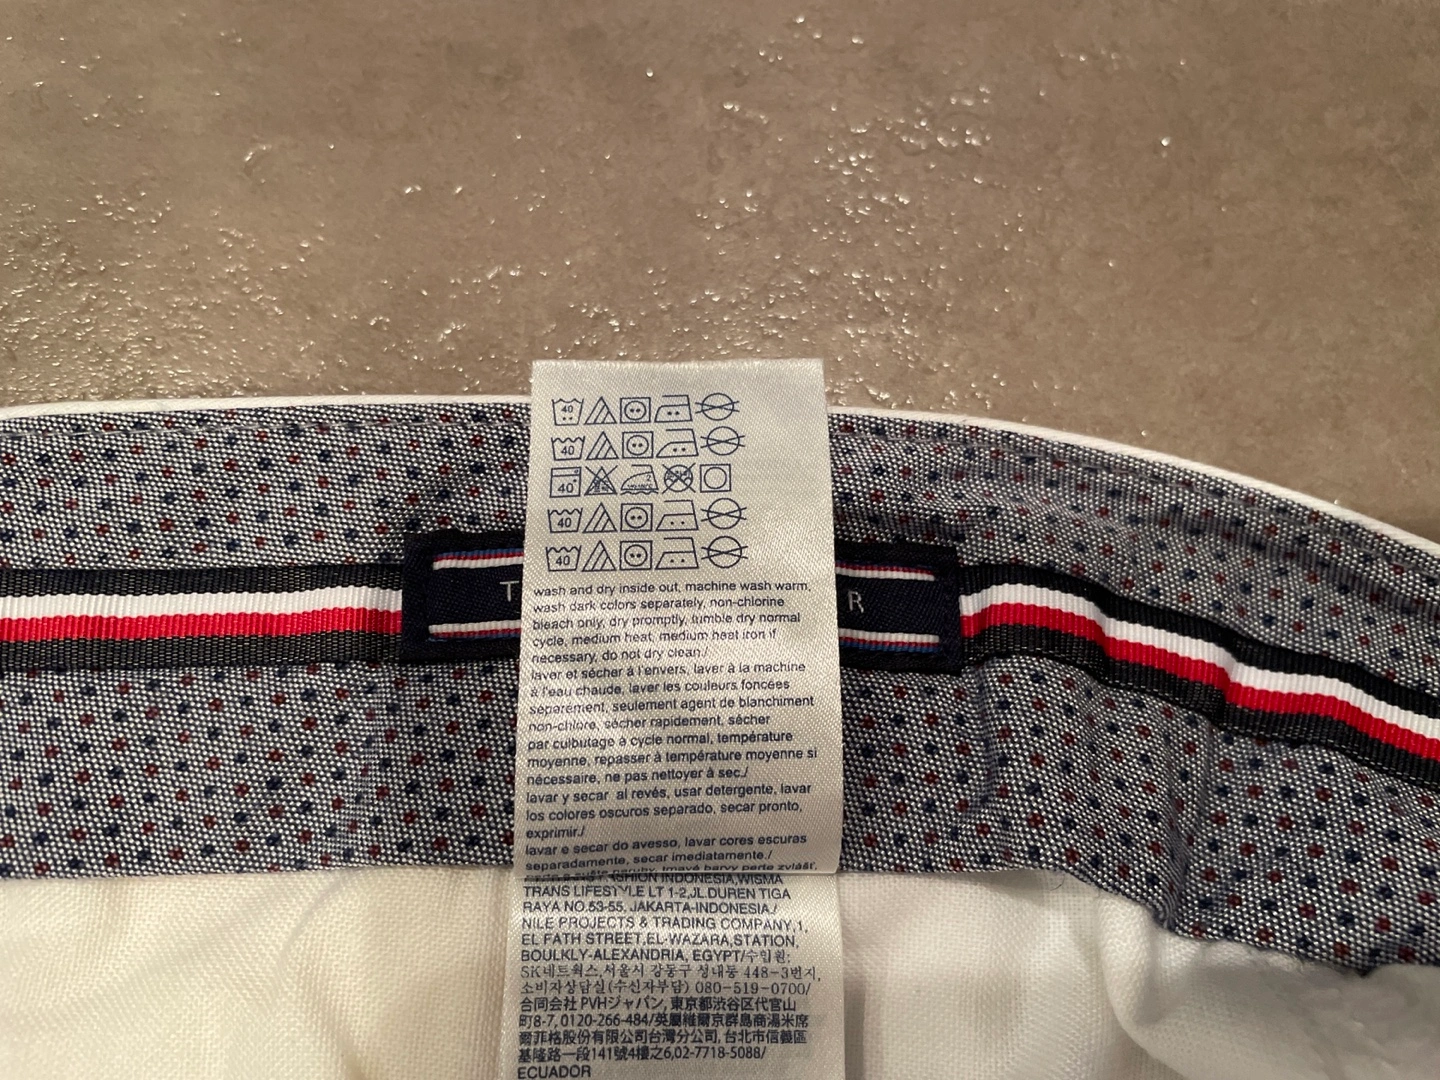 40
40
40°
40
40
T R
wash and dry inside out, machine wash warm,
wash dark colors separately, non-chlorine
bleach only, dry promptly, tumble dry normal
cycle, medium heat, medium heat iron if
necessary, do not dry clean./
laver et sécher à l'envers, laver à la machine
à l'eau chaude, laver les couleurs foncées
séparément, seulement agent de blanchiment
non-chlore, sécher rapidement, sécher
par culbutage à cycle normal, température
moyenne, repasser à température moyenne si
nécessaire, ne pas nettoyer à sec./
lavar y secar al revés, usar detergente, lavar
los colores oscuros separado, secar pronto,
exprimir./
lavar e secar do avesso, lavar cores escuras
separadamente, secar imediatamente./
tmavé barvy perte zvlášť,
INDONESIA,WISMA
TRANS LIFESTYLE LT 1-2,JL.DUREN TIGA
RAYA NO.53-55, JAKARTA-INDONESIA./
NILE PROJECTS & TRADING COMPANY,1,
EL FATH STREET,EL-WAZARA,STATION,
BOULKLY-ALEXANDRIA, EGYPT/수입원:
SK네트웍스,서울시 강동구 성내동 448-3번지,
소비자상담실(수신자부담) 080-519-0700/
合同会社 PVHジャパン, 東京都渋谷区代官山
町8-7, 0120-266-484/英屬維爾京群島商湯米席
爾菲格股份有限公司台灣分公司, 台北市信義區
基隆路一段141號4樓之6,02-7718-5088/
ECUADOR